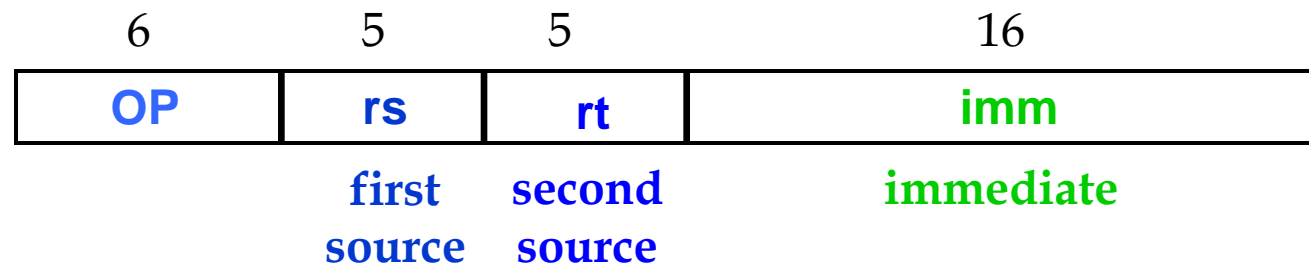 6 5 5 16
OP rs rt imm
first second immediate
source source